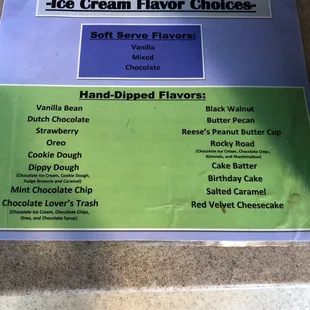 -Ice Cream Flavor Choices-
Soft Serve Flavors:
Vanilla
Mixed
Chocolate
Hand-Dipped Flavors:
Vanilla Bean
Dutch Chocolate
Strawberry
Oreo
Cookie Dough
Dippy Dough
(Chocolate Ice Cream, Cookie Dough,
Fudge Brownie and Caramel)
Mint Chocolate Chip
Chocolate Lover's Trash
(Chocolate Ice Cream, Chocolate Chips,
Oreo, and Chocolate Syrup)
Black Walnut
Butter Pecan
Reese's Peanut Butter Cup
Rocky Road
(Chocolate Ice Cream, Chocolate Chips,
Almonds, and Marshmallow)
Cake Batter
Birthday Cake
Salted Caramel
Red Velvet Cheesecake